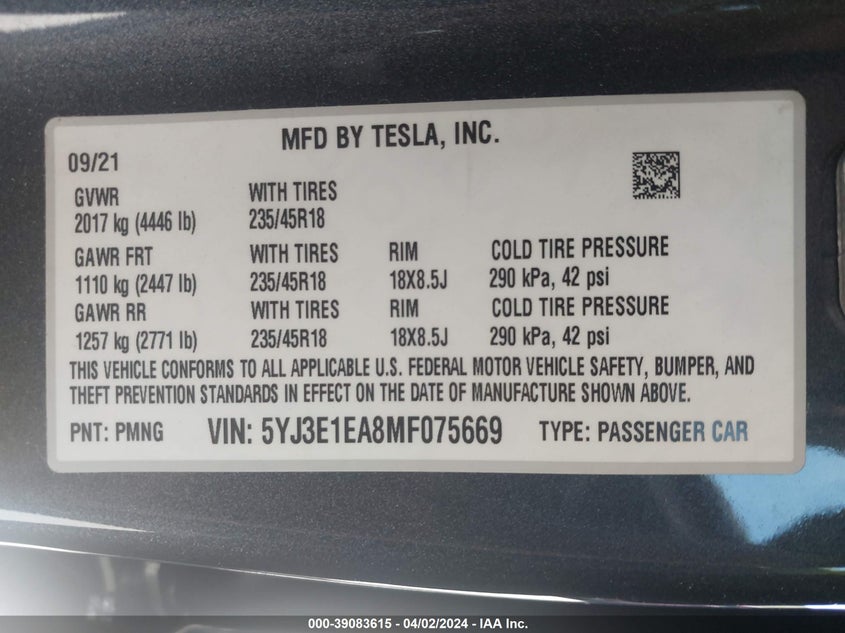 MFD BY TESLA, INC.
09/21
GVWR WITH TIRES
2017 kg (4446 lb) 235/45R18
GAWR FRT WITH TIRES RIM COLD TIRE PRESSURE
1110 kg (2447 lb) 235/45R18 18X8.5J 290 kPa, 42 psi
GAWR RR WITH TIRES RIM COLD TIRE PRESSURE
1257 kg (2771 lb) 235/45R18 18X8.5J 290 kPa, 42 psi
THIS VEHICLE CONFORMS TO ALL APPLICABLE U.S. FEDERAL MOTOR VEHICLE SAFETY, BUMPER, AND
THEFT PREVENTION STANDARDS IN EFFECT ON THE DATE OF MANUFACTURE SHOWN ABOVE.
PNT: PMNG VIN: 5YJ3E1EA8MF075669 TYPE: PASSENGER CAR
000-39083615 - 04/02/2024 - IAA Inc.